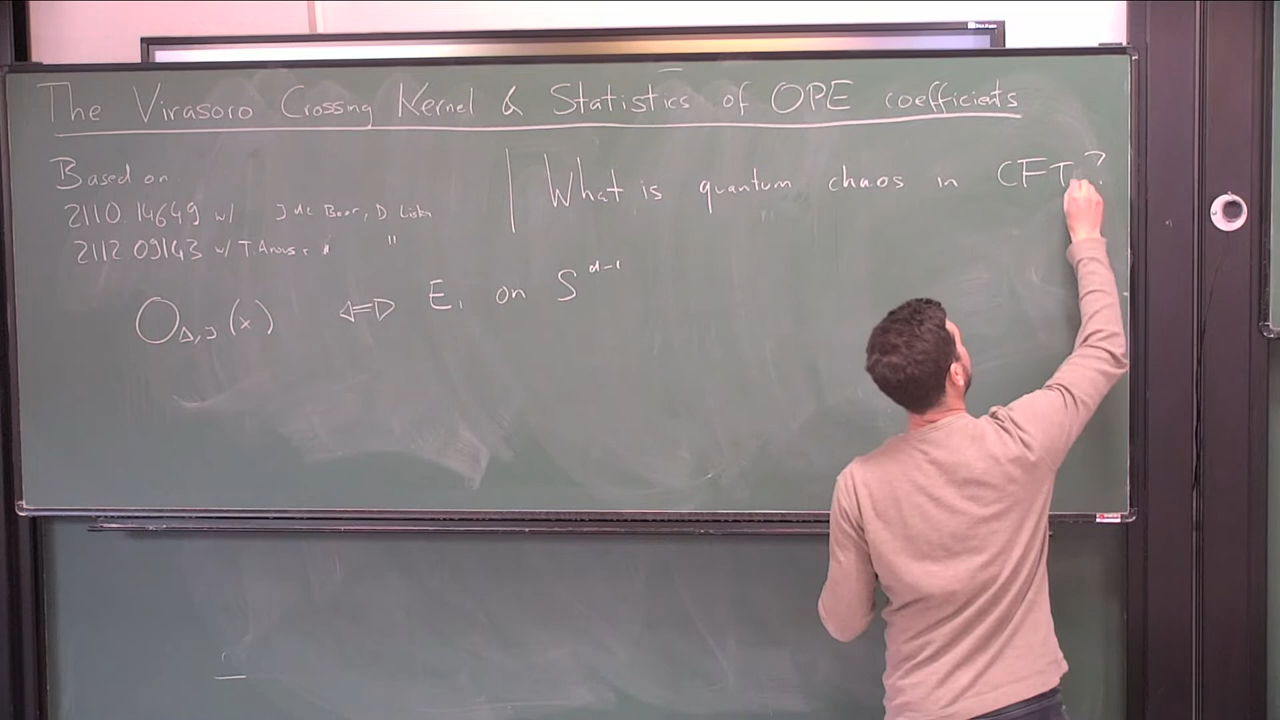 The Virasoro Crossing Kernel & Statistics of OPE coefficients
Based on
2110.14649 w/ J de Boer, D Liska
2112 09143 w/ T. Anous, "
What is quantum chaos in CFT ?
O_{Δ,J}(x) ⇔ E, on S^{d-1}